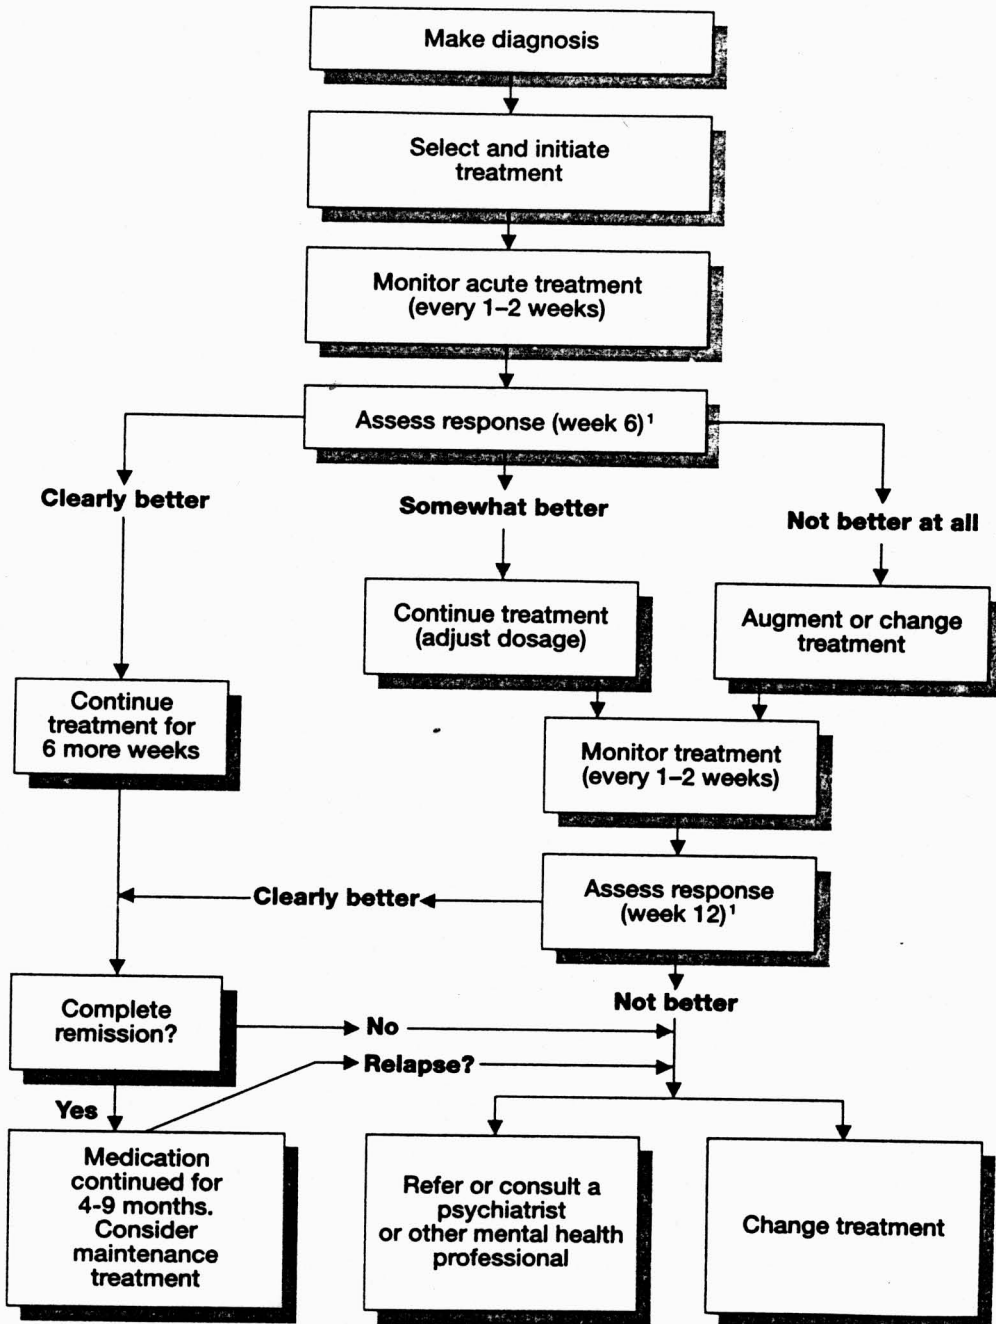 Make diagnosis
Select and initiate
treatment
Monitor acute treatment
(every 1–2 weeks)
Assess response (week 6)¹
Clearly better
Somewhat better
Not better at all
Continue treatment
(adjust dosage)
Augment or change
treatment
Continue
treatment for
6 more weeks
Monitor treatment
(every 1–2 weeks)
Clearly better
Assess response
(week 12)¹
Not better
Complete
remission?
No
Relapse?
Yes
Medication
continued for
4-9 months.
Consider
maintenance
treatment
Refer or consult a
psychiatrist
or other mental health
professional
Change treatment